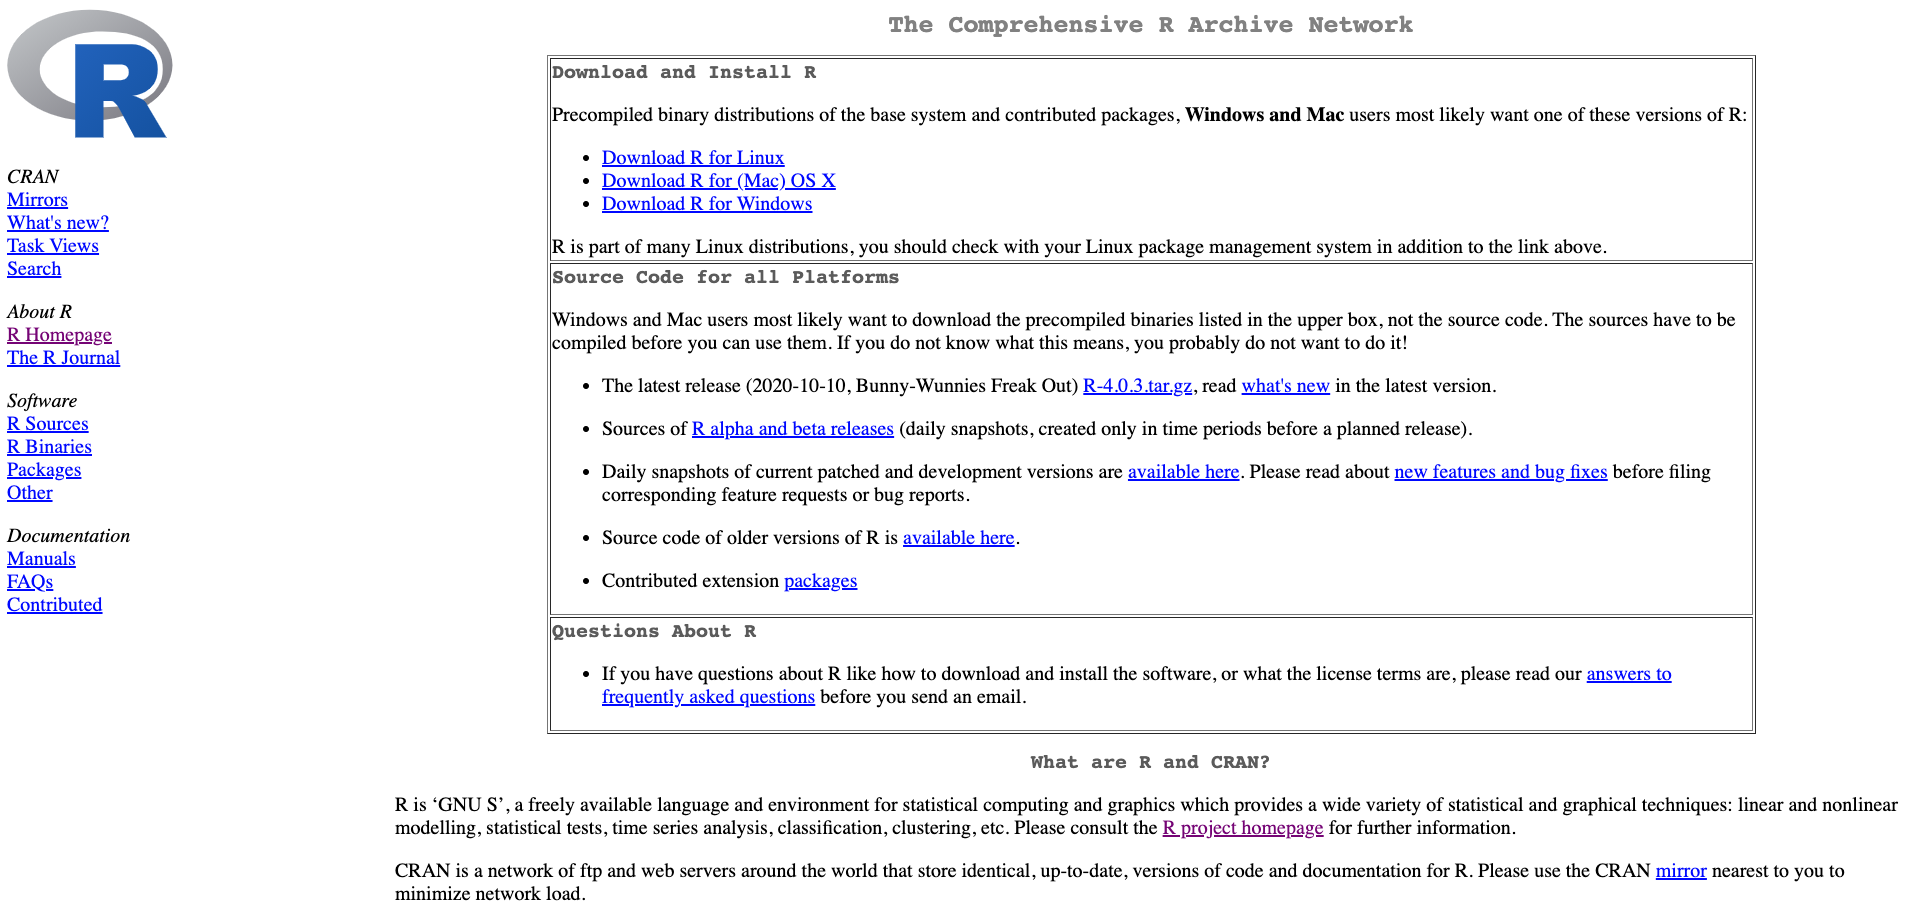 R
CRAN
Mirrors
What's new?
Task Views
Search
About R
R Homepage
The R Journal
Software
R Sources
R Binaries
Packages
Other
Documentation
Manuals
FAQs
Contributed
The Comprehensive R Archive Network
Download and Install R
Precompiled binary distributions of the base system and contributed packages, Windows and Mac users most likely want one of these versions of R:
• Download R for Linux
• Download R for (Mac) OS X
• Download R for Windows
R is part of many Linux distributions, you should check with your Linux package management system in addition to the link above.
Source Code for all Platforms
Windows and Mac users most likely want to download the precompiled binaries listed in the upper box, not the source code. The sources have to be
compiled before you can use them. If you do not know what this means, you probably do not want to do it!
• The latest release (2020-10-10, Bunny-Wunnies Freak Out) R-4.0.3.tar.gz, read what's new in the latest version.
• Sources of R alpha and beta releases (daily snapshots, created only in time periods before a planned release).
• Daily snapshots of current patched and development versions are available here. Please read about new features and bug fixes before filing
corresponding feature requests or bug reports.
• Source code of older versions of R is available here.
• Contributed extension packages
Questions About R
• If you have questions about R like how to download and install the software, or what the license terms are, please read our answers to
frequently asked questions before you send an email.
What are R and CRAN?
R is ‘GNU S’, a freely available language and environment for statistical computing and graphics which provides a wide variety of statistical and graphical techniques: linear and nonlinear
modelling, statistical tests, time series analysis, classification, clustering, etc. Please consult the R project homepage for further information.
CRAN is a network of ftp and web servers around the world that store identical, up-to-date, versions of code and documentation for R. Please use the CRAN mirror nearest to you to
minimize network load.